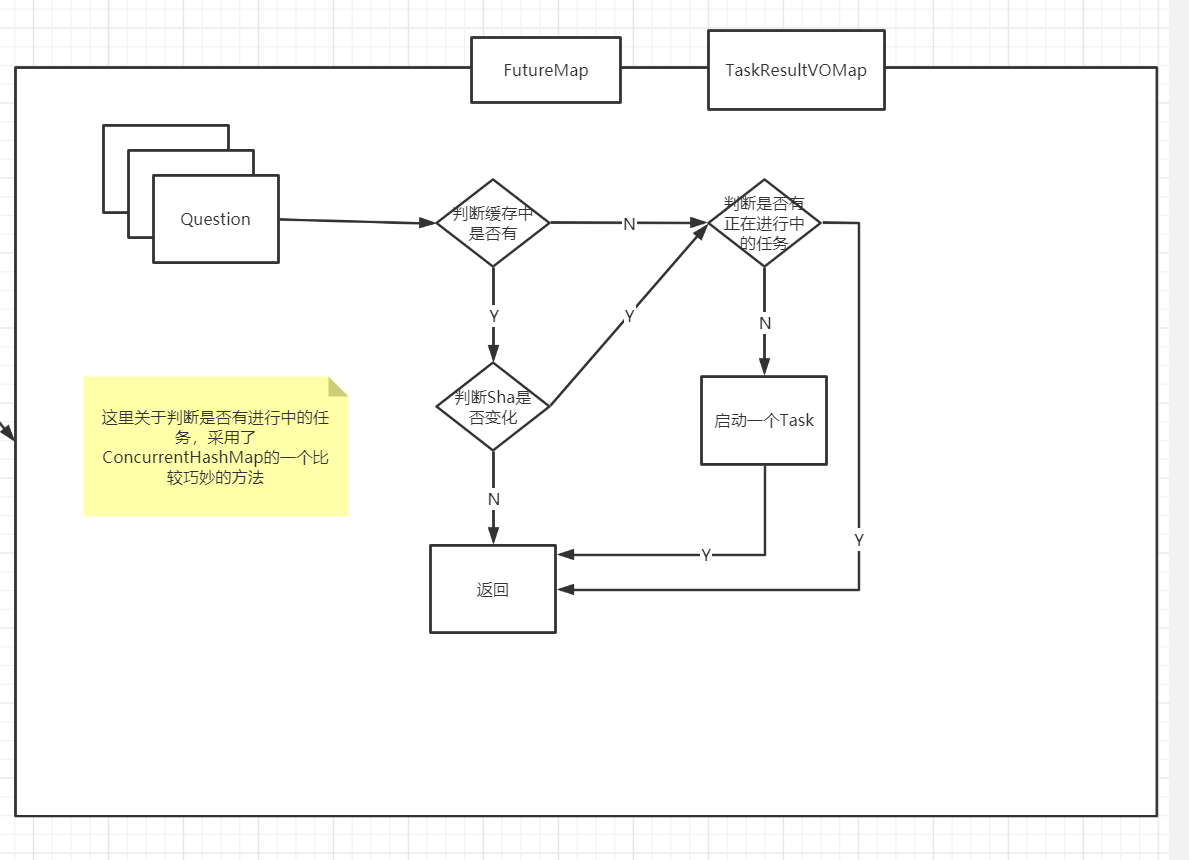 FutureMap
TaskResultVOMap
Question
判断缓存中
是否有
N
判断是否有
正在进行中
的任务
Y
Y
N
判断Sha是
否变化
启动一个Task
这里关于判断是否有进行中的任
务，采用了
ConcurrentHashMap的一个比
较巧妙的方法
N
Y
Y
返回